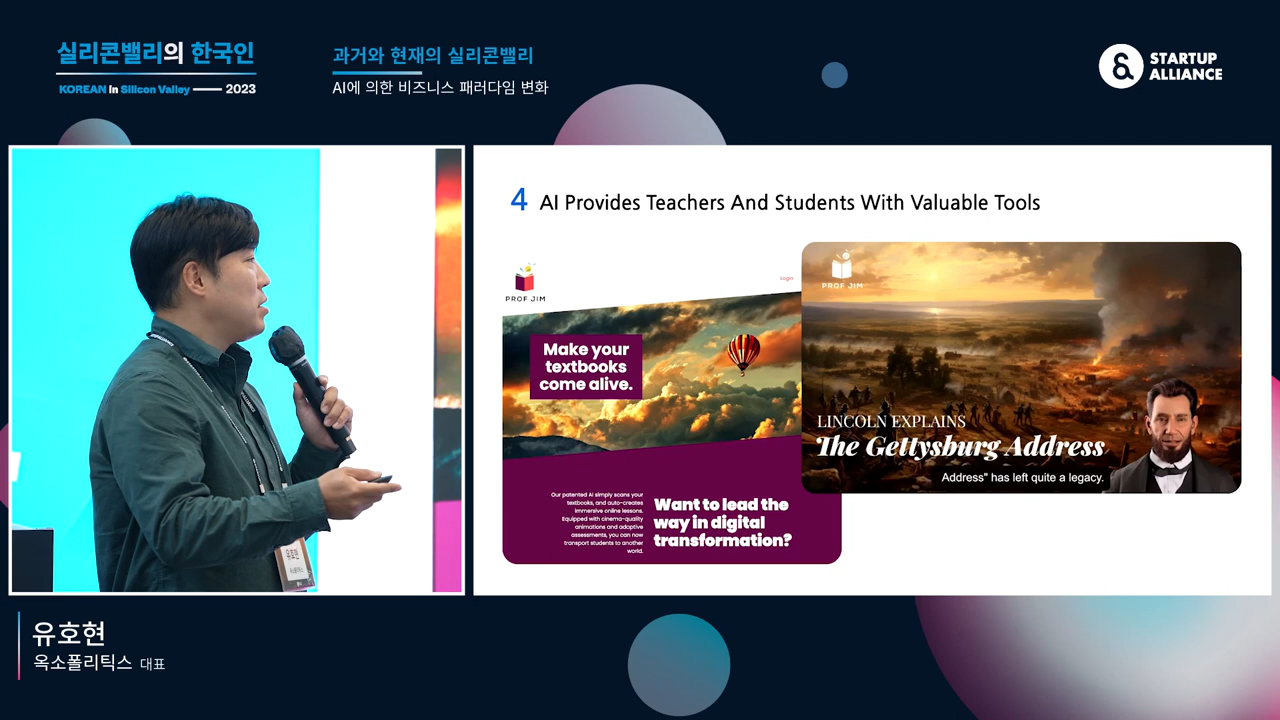 실리콘밸리의 한국인
KOREAN in Silicon Valley 2023
과거와 현재의 실리콘밸리
AI에 의한 비즈니스 패러다임 변화
STARTUP
ALLIANCE
4 AI Provides Teachers And Students With Valuable Tools
PROF JIM
Login
Make your
textbooks
come alive.
Our patented AI simply scans your
textbooks, and auto-creates
immersive online lessons.
Equipped with cinema-quality
animations and adaptive
assessments, you can now
transport students to another
world.
Want to lead the
way in digital
transformation?
PROF JIM
LINCOLN EXPLAINS
The Gettysburg Address
Address" has left quite a legacy.
유호현
유호현
옥소폴리틱스 대표